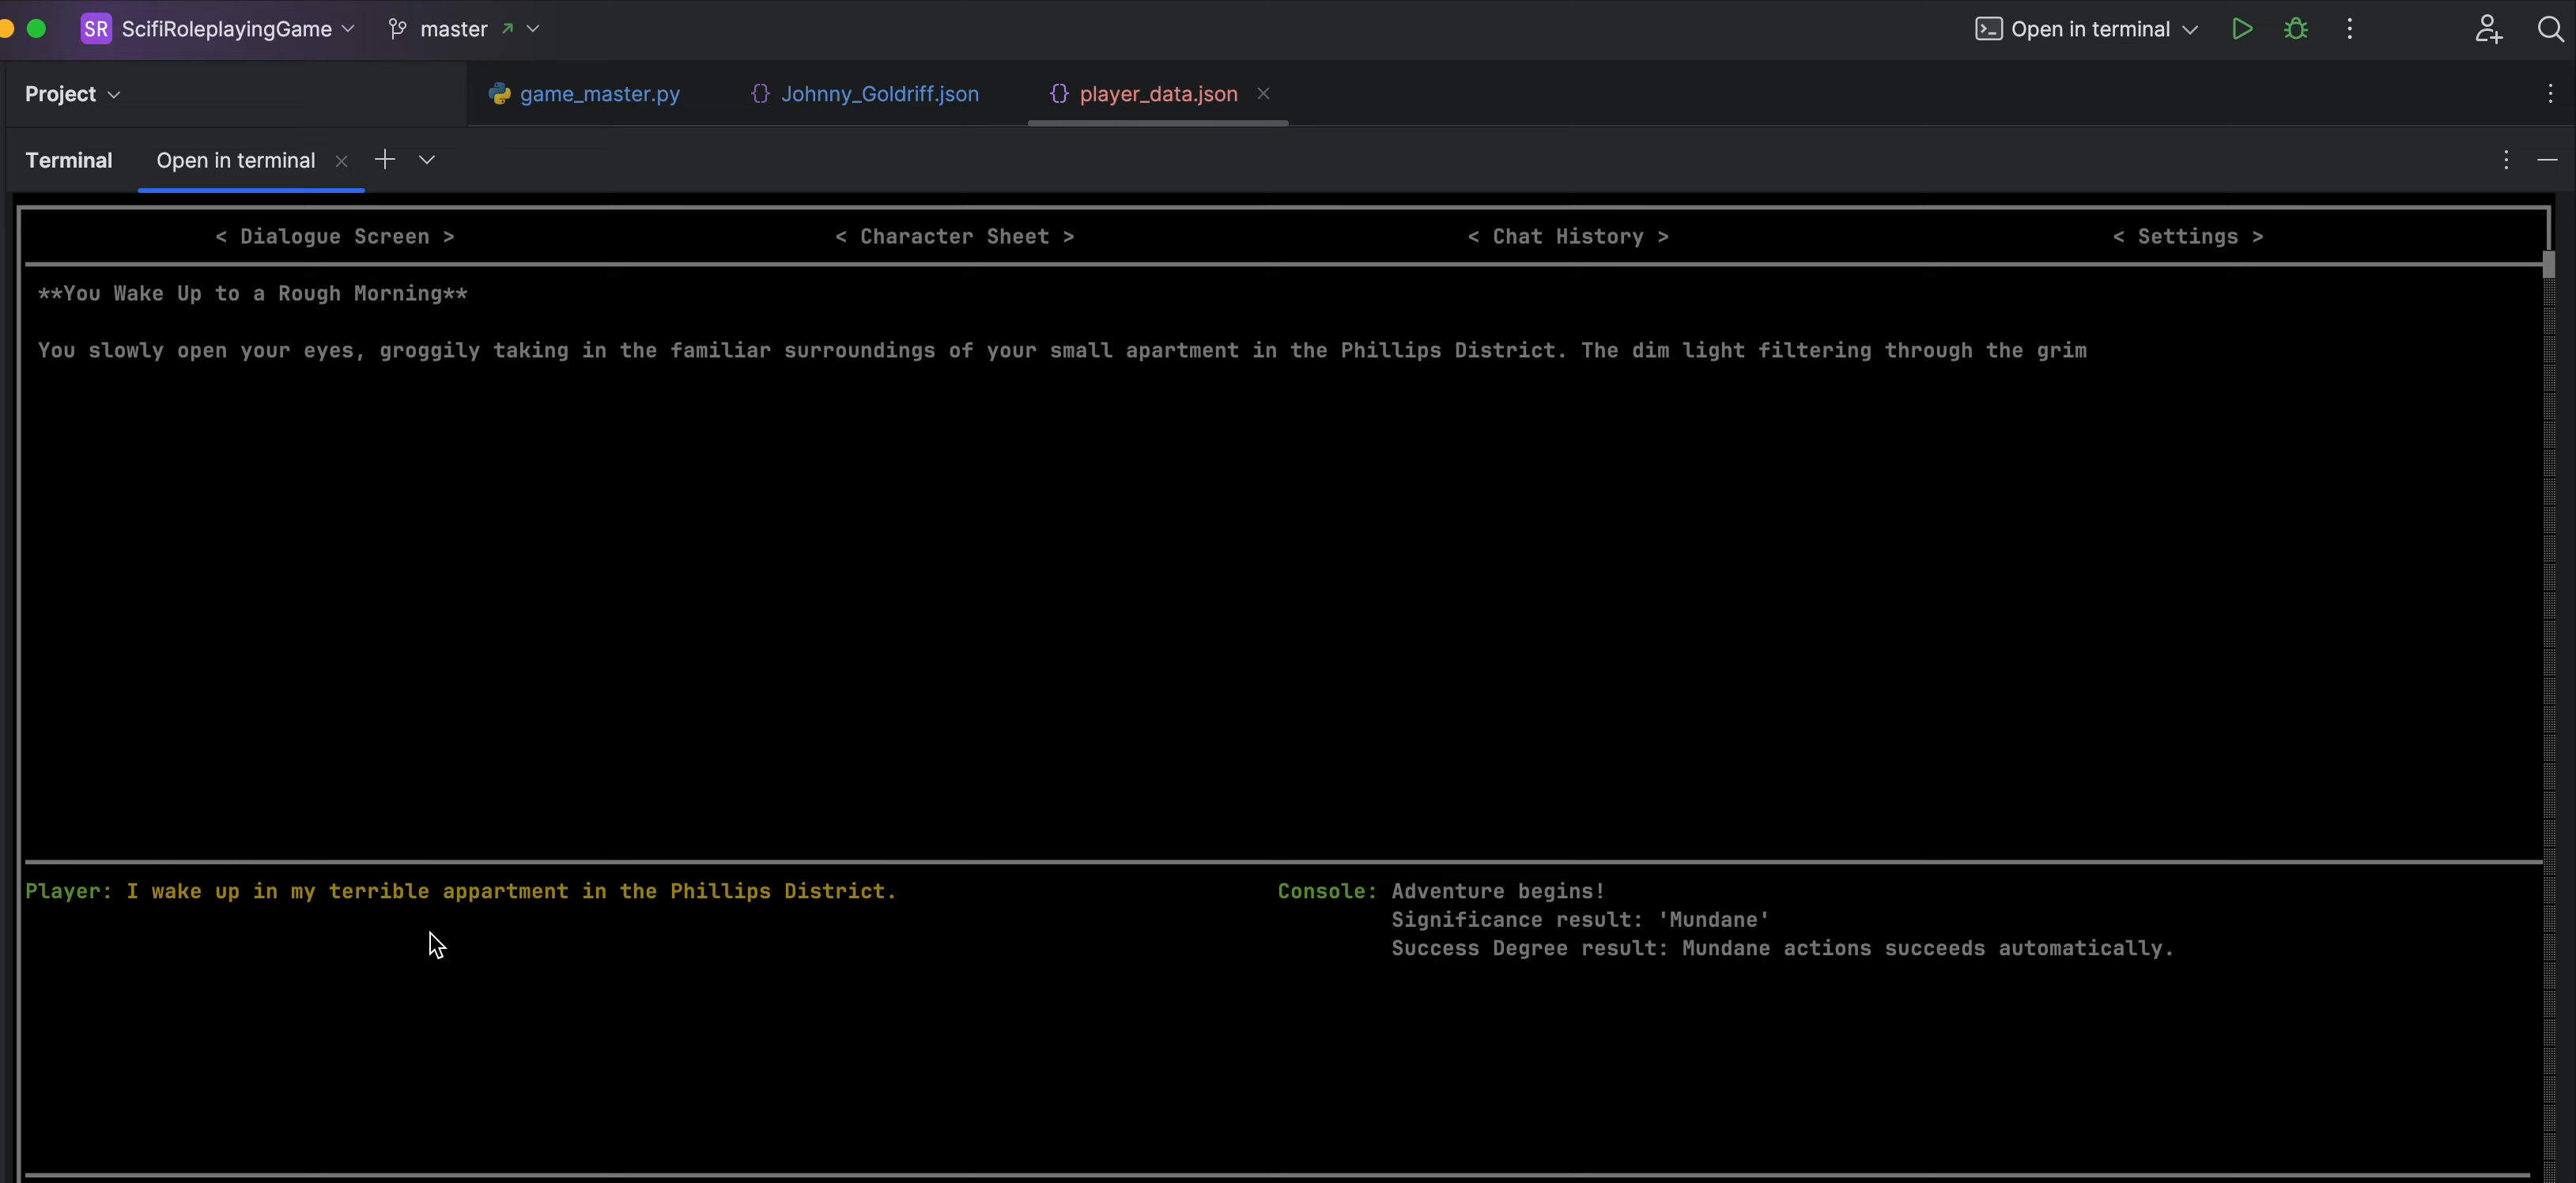 SR ScifiRoleplayingGame master Open in terminal
Project game_master.py Johnny_Goldriff.json player_data.json
Terminal Open in terminal
< Dialogue Screen > < Character Sheet > < Chat History > < Settings >
**You Wake Up to a Rough Morning**
You slowly open your eyes, groggily taking in the familiar surroundings of your small apartment in the Phillips District. The dim light filtering through the grim
Player: I wake up in my terrible appartment in the Phillips District. Console: Adventure begins!
Significance result: 'Mundane'
Success Degree result: Mundane actions succeeds automatically.